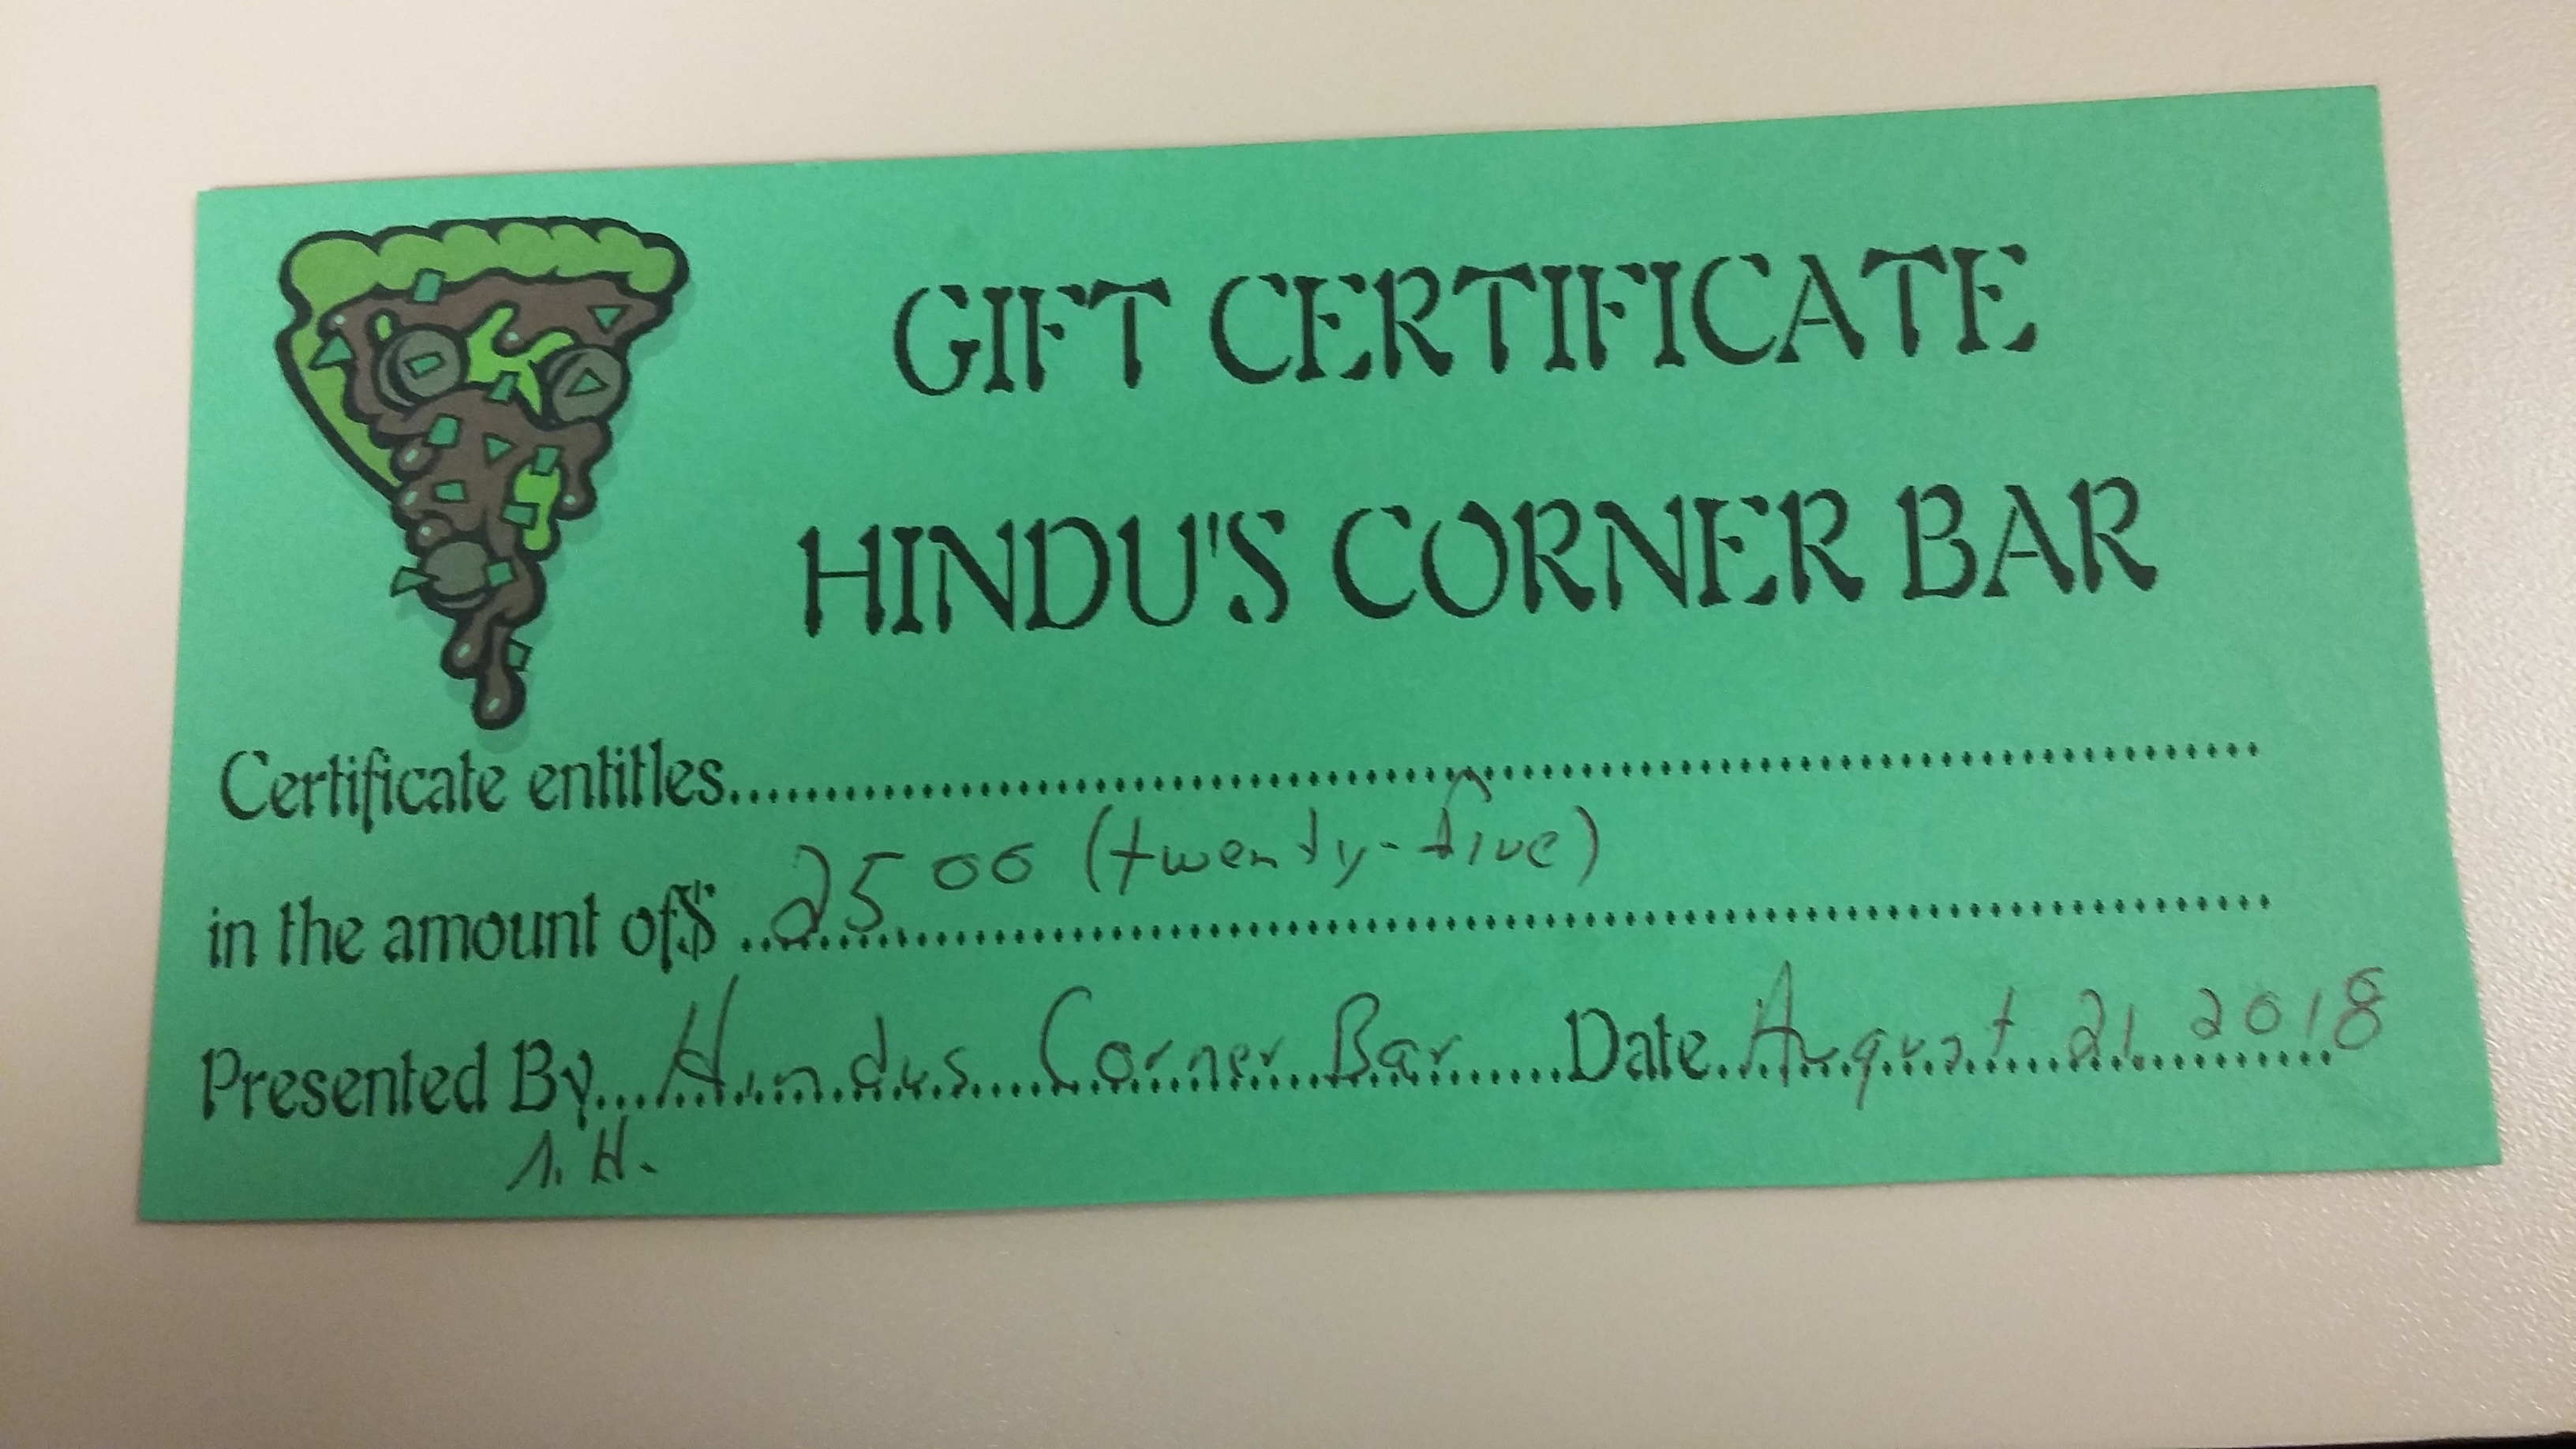 GIFT CERTIFICATE
HINDU'S CORNER BAR
Certificate entitles..........
in the amount of$ 25 00 (twenty-five)
Presented By...Hindus Corner Bar......Date..August 21 2018
H.